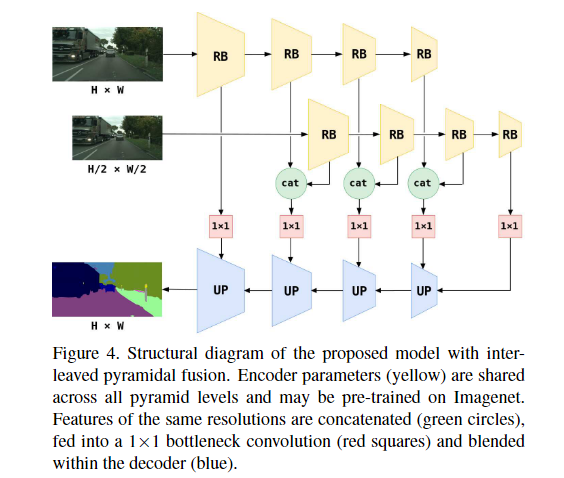 RB RB RB RB
H × W
RB RB RB RB
H/2 × W/2
cat cat cat
1×1 1×1 1×1 1×1 1×1
UP UP UP UP
H × W
Figure 4. Structural diagram of the proposed model with inter-
leaved pyramidal fusion. Encoder parameters (yellow) are shared
across all pyramid levels and may be pre-trained on Imagenet.
Features of the same resolutions are concatenated (green circles),
fed into a 1×1 bottleneck convolution (red squares) and blended
within the decoder (blue).